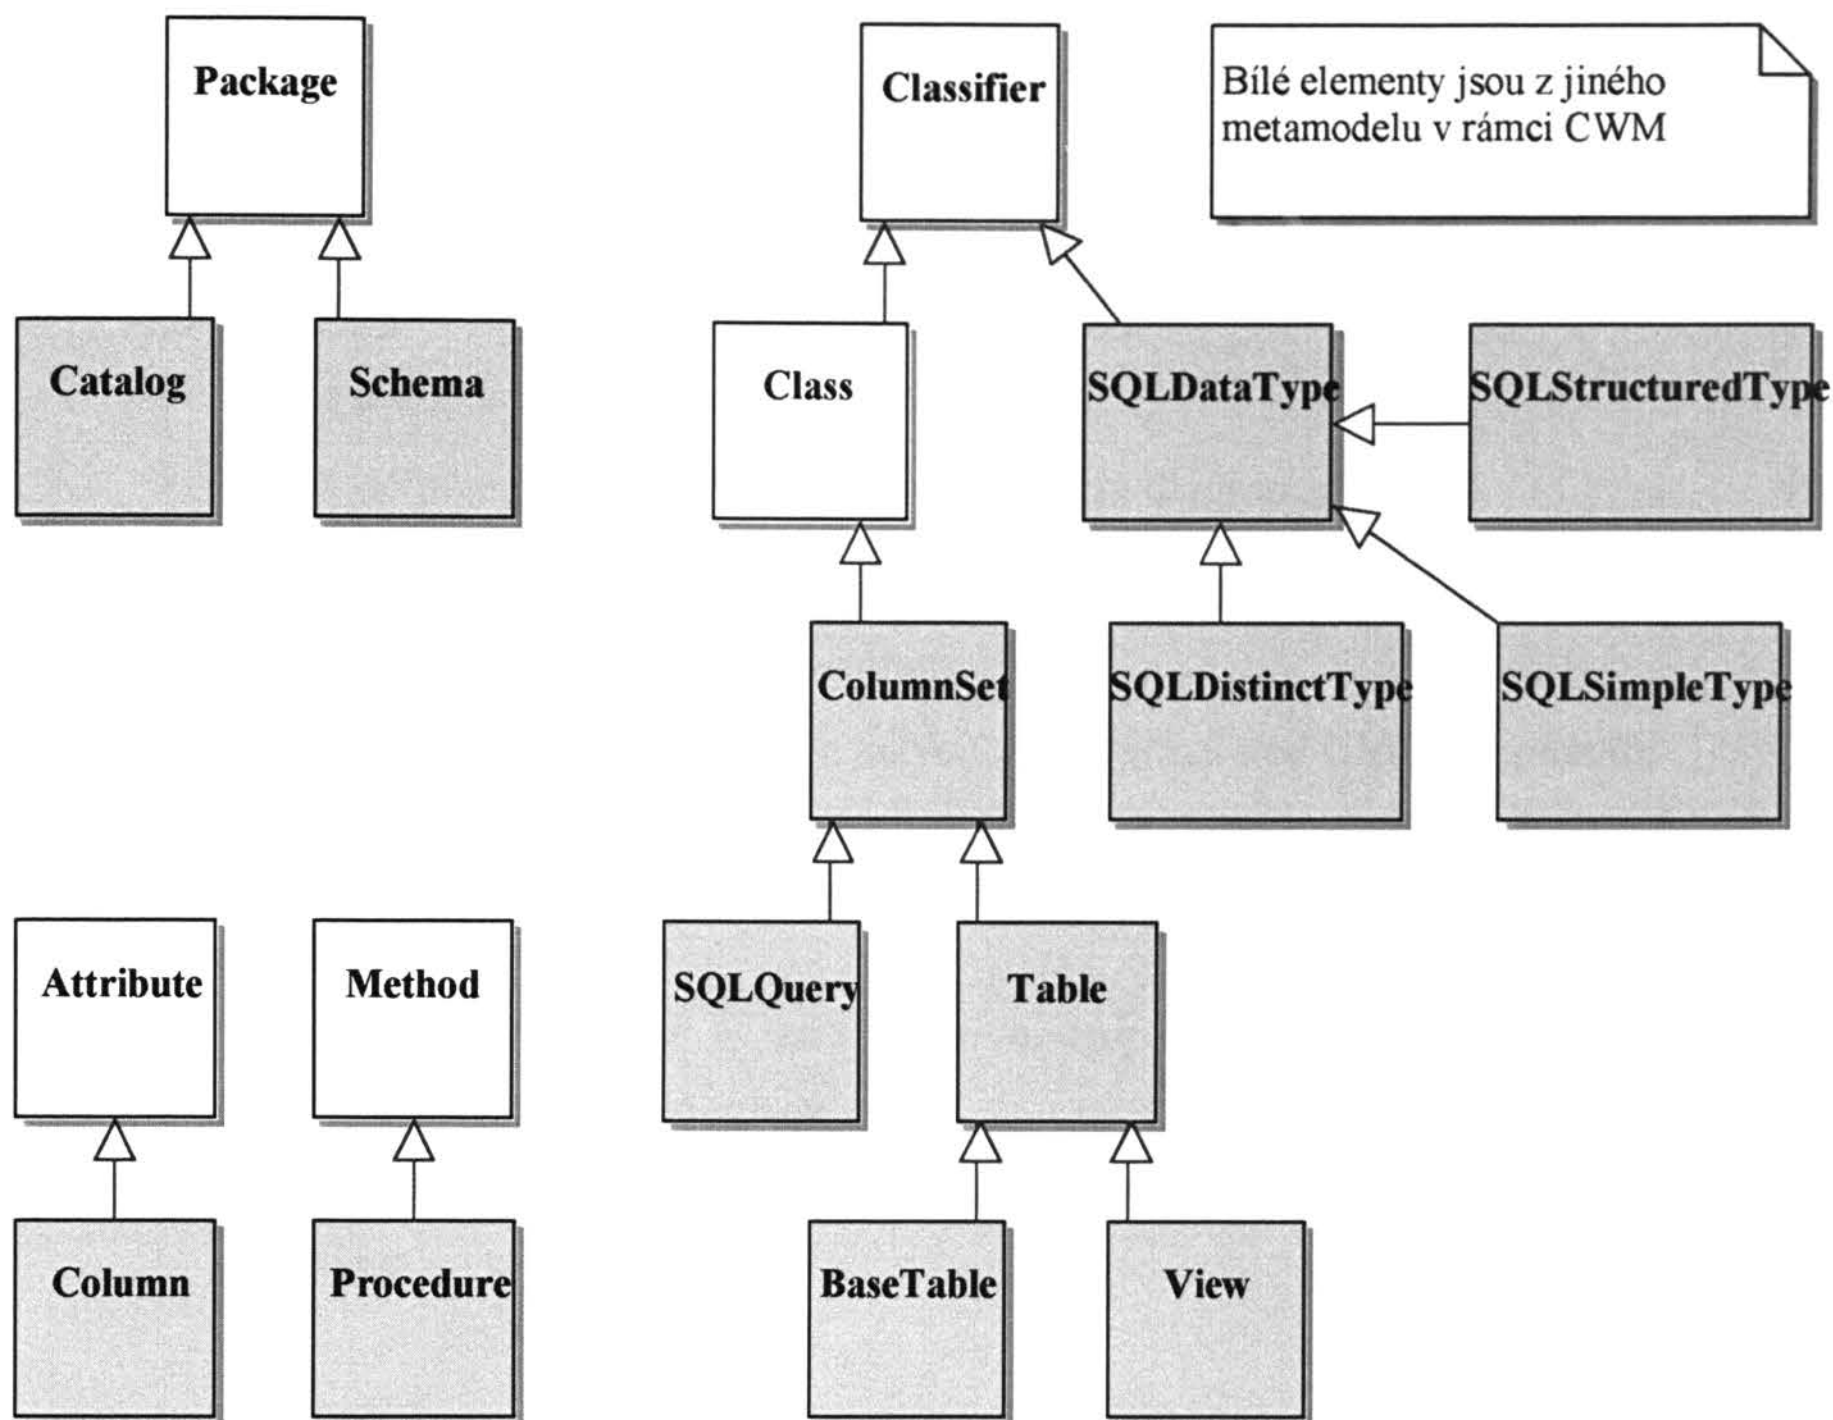 Package
Classifier
Bílé elementy jsou z jiného
metamodelu v rámci CWM
Catalog
Schema
Class
SQLDataType
SQLStructuredType
ColumnSet
SQLDistinctType
SQLSimpleType
Attribute
Method
SQLQuery
Table
Column
Procedure
BaseTable
View